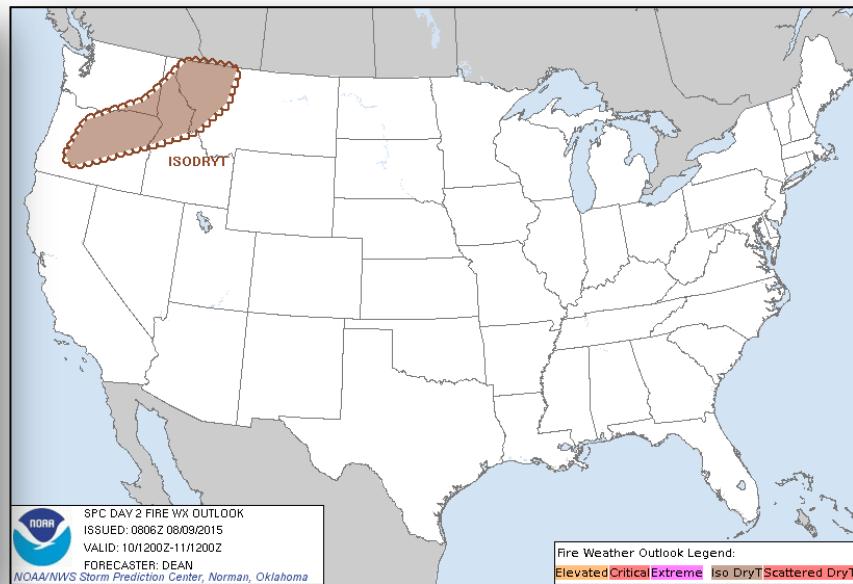 ISODRYT
NOAA
SPC DAY 2 FIRE WX OUTLOOK
ISSUED: 0806Z 08/09/2015
VALID: 10/1200Z-11/1200Z
FORECASTER: DEAN
NOAA/NWS Storm Prediction Center, Norman, Oklahoma
Fire Weather Outlook Legend:
Elevated Critical Extreme Iso DryT Scattered DryT